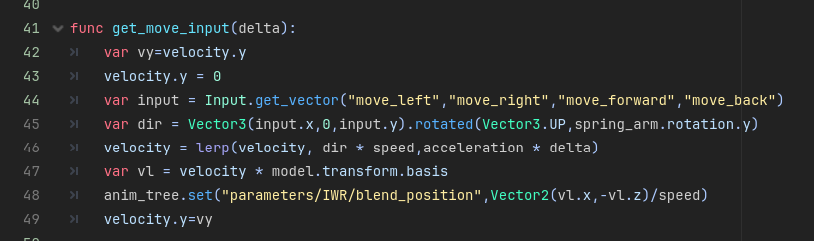 40
41 func get_move_input(delta):
42 var vy=velocity.y
43 velocity.y = 0
44 var input = Input.get_vector("move_left","move_right","move_forward","move_back")
45 var dir = Vector3(input.x,0,input.y).rotated(Vector3.UP,spring_arm.rotation.y)
46 velocity = lerp(velocity, dir * speed,acceleration * delta)
47 var vl = velocity * model.transform.basis
48 anim_tree.set("parameters/IWR/blend_position",Vector2(vl.x,-vl.z)/speed)
49 velocity.y=vy